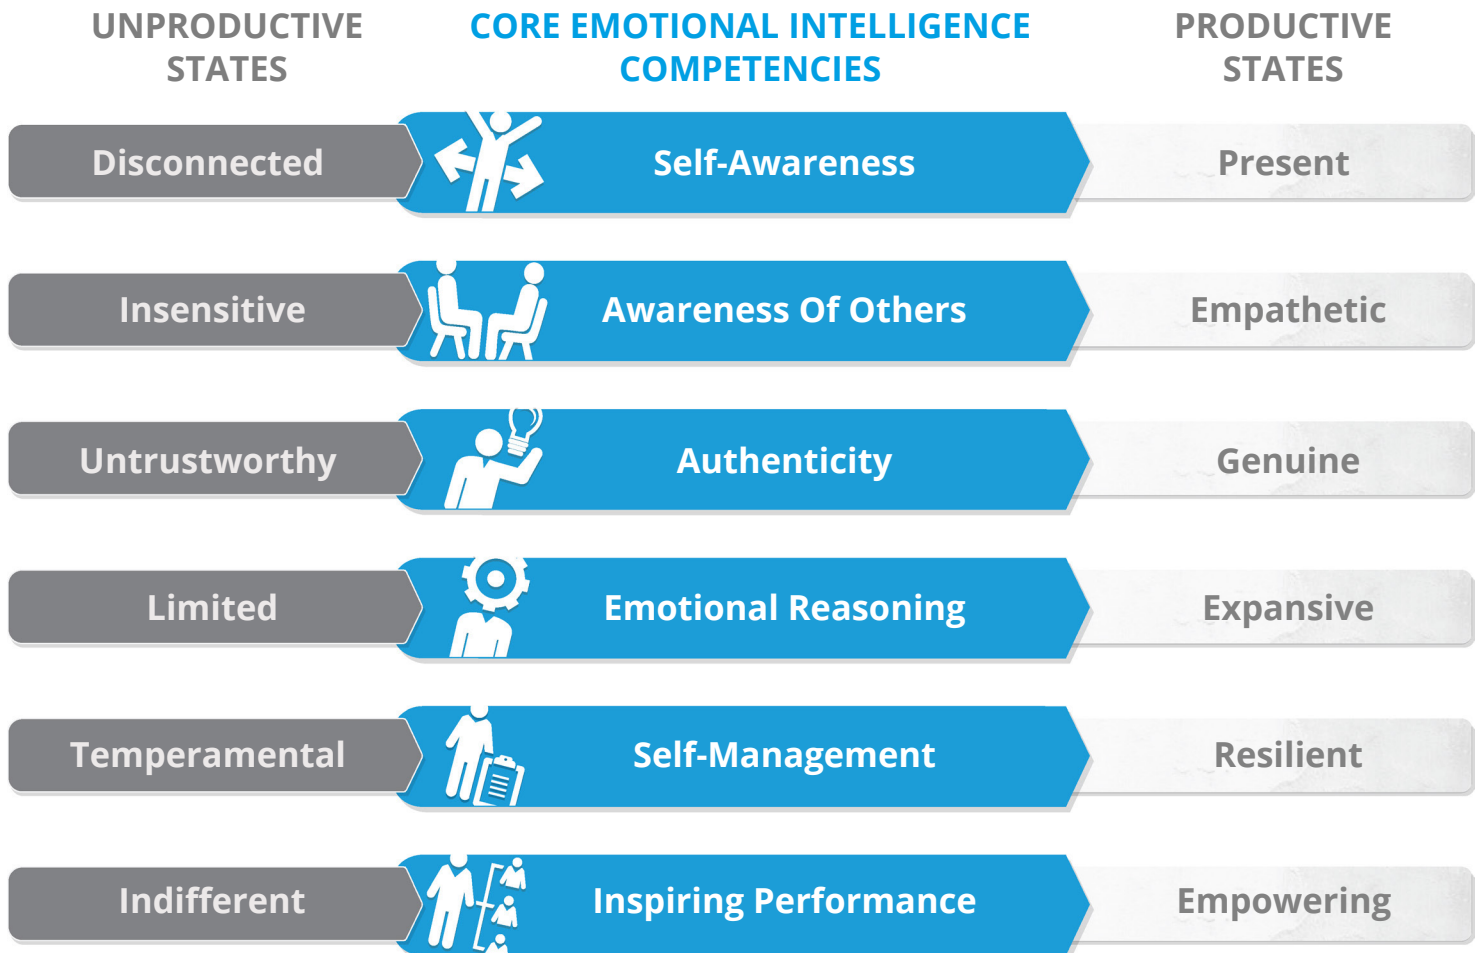 UNPRODUCTIVE
STATES
CORE EMOTIONAL INTELLIGENCE
COMPETENCIES
PRODUCTIVE
STATES
Disconnected
Self-Awareness
Present
Insensitive
Awareness Of Others
Empathetic
Untrustworthy
Authenticity
Genuine
Limited
Emotional Reasoning
Expansive
Temperamental
Self-Management
Resilient
Indifferent
Inspiring Performance
Empowering